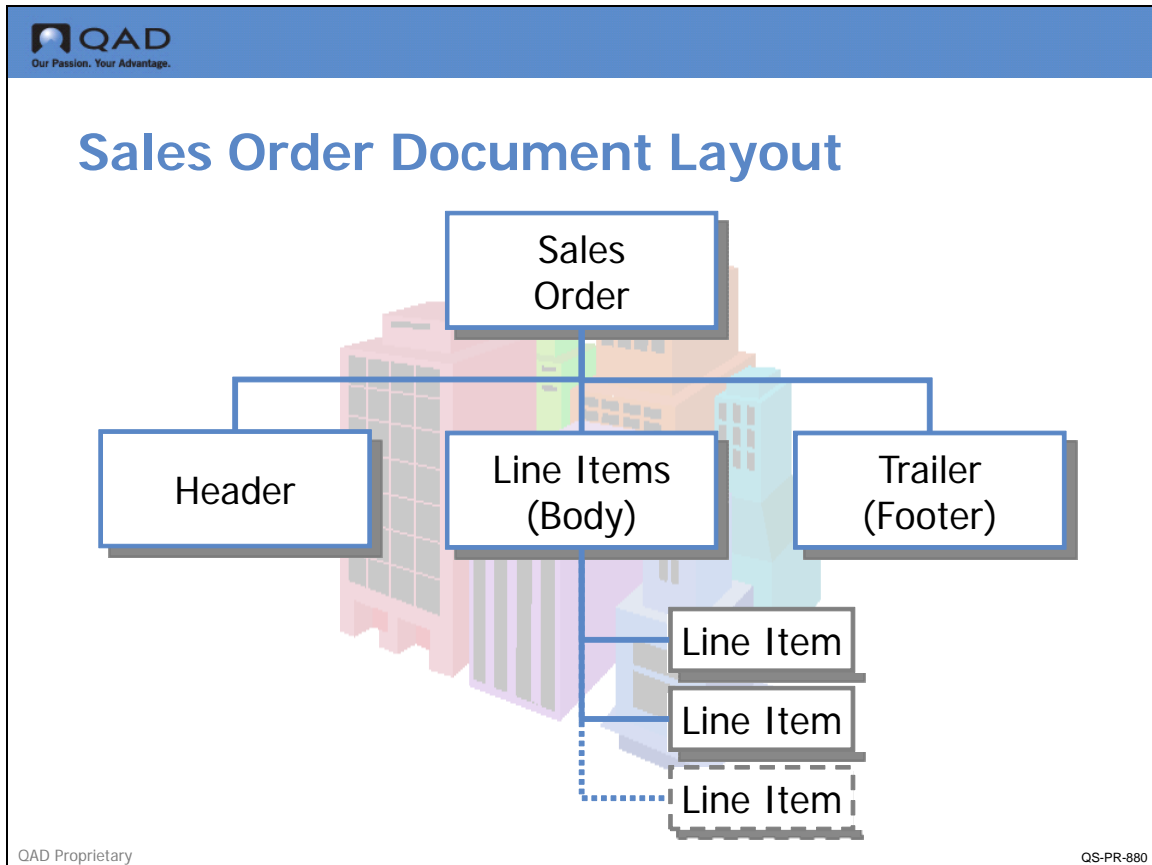 QAD
Our Passion. Your Advantage.
Sales Order Document Layout
Sales
Order
Header
Line Items
(Body)
Trailer
(Footer)
Line Item
Line Item
Line Item
QAD Proprietary
QS-PR-880